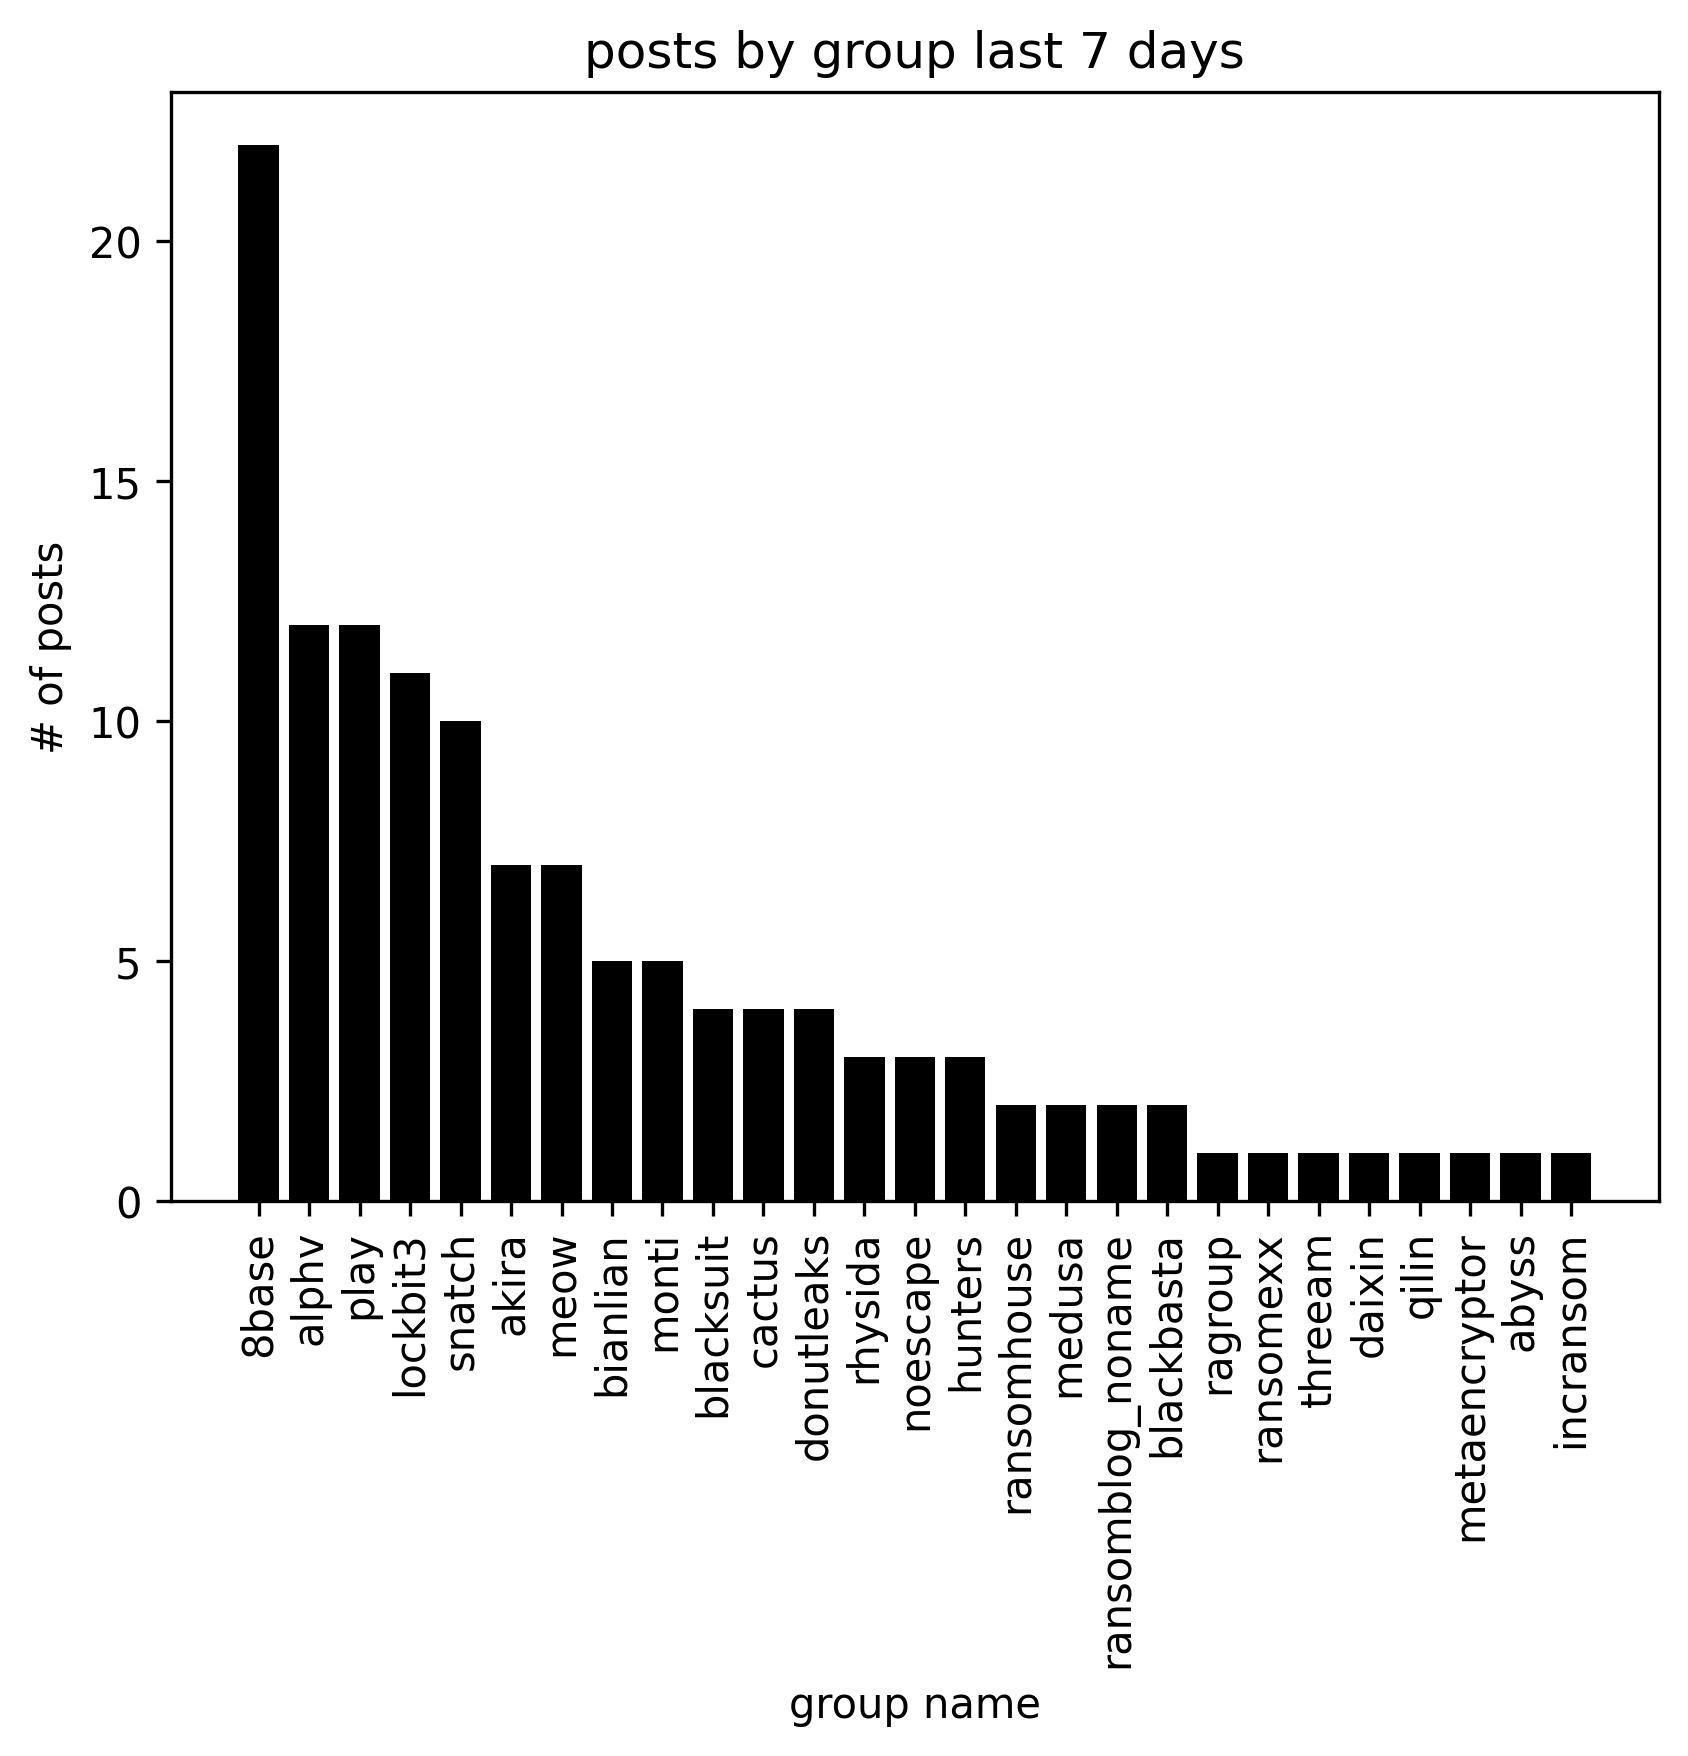 posts by group last 7 days
# of posts
20
15
10
5
0
8base
alphv
play
lockbit3
snatch
akira
meow
bianlian
monti
blacksuit
cactus
donutleaks
rhysida
noescape
hunters
ransomhouse
medusa
ransomblog_noname
blackbasta
ragroup
ransomexx
threeam
daixin
qilin
metaencryptor
abyss
incransom
group name